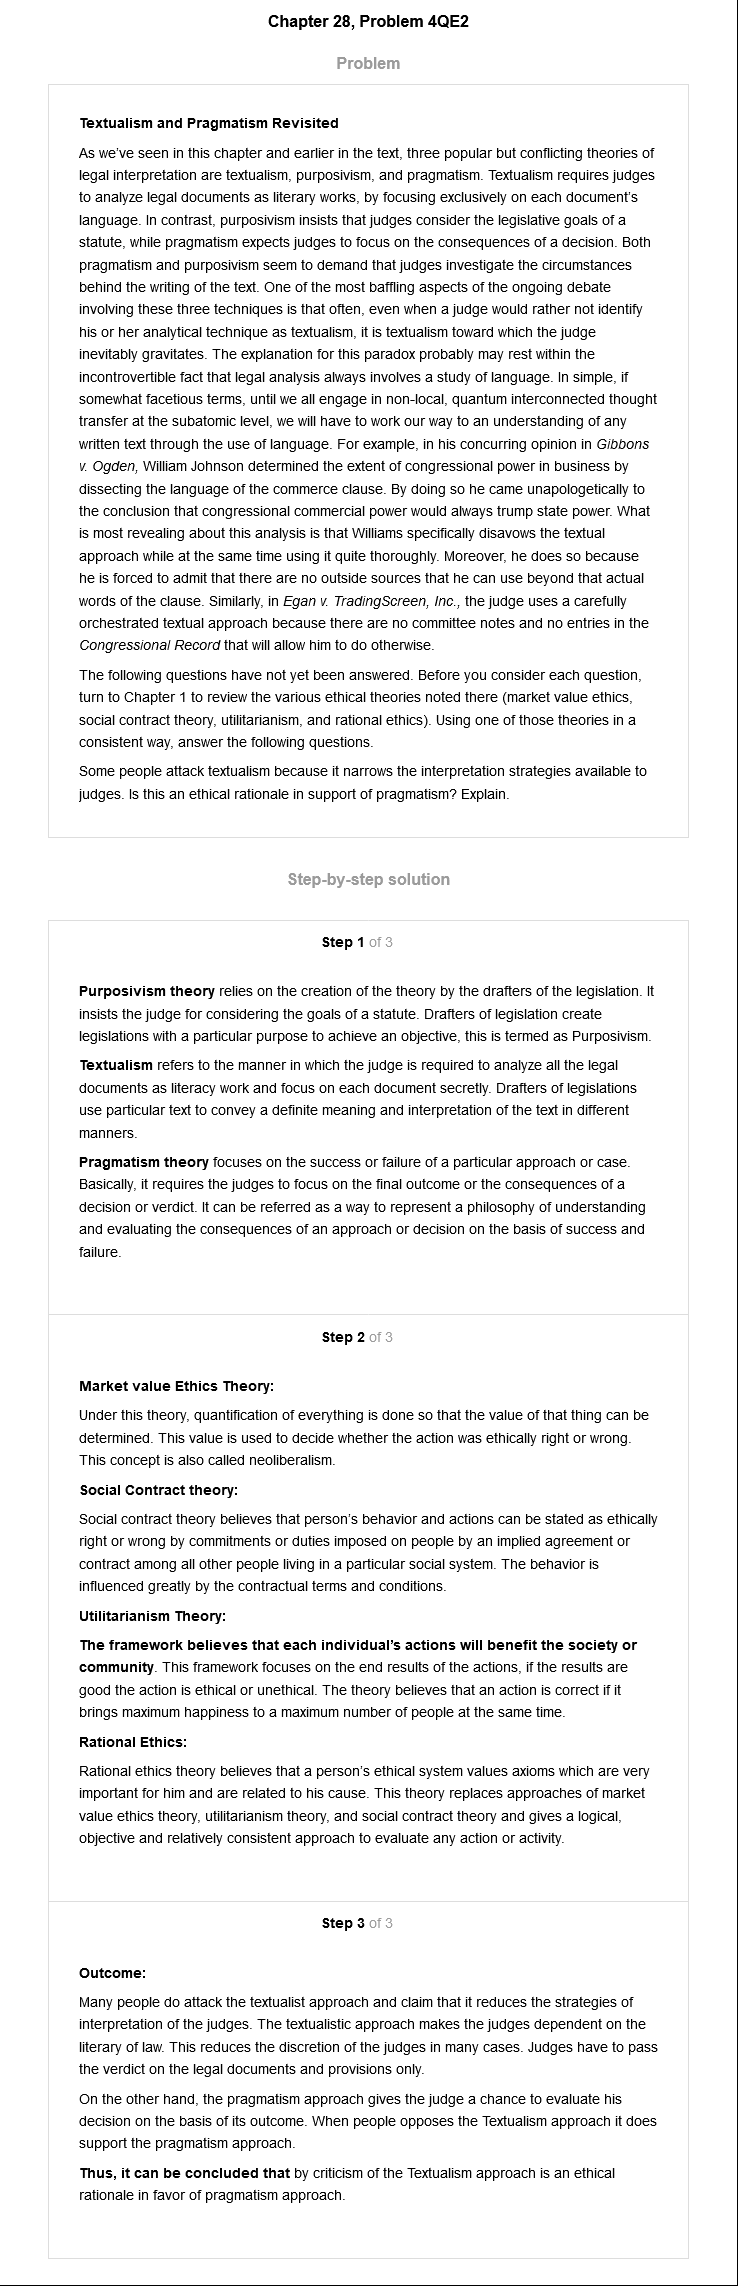 Chapter 28, Problem 4QE2
Problem
Textualism and Pragmatism Revisited
As we've seen in this chapter and earlier in the text, three popular but conflicting theories of
legal interpretation are textualism, purposivism, and pragmatism. Textualism requires judges
to analyze legal documents as literary works, by focusing exclusively on each document's
language. In contrast, purposivism insists that judges consider the legislative goals of a
statute, while pragmatism expects judges to focus on the consequences of a decision. Both
pragmatism and purposivism seem to demand that judges investigate the circumstances
behind the writing of the text. One of the most baffling aspects of the ongoing debate
involving these three techniques is that often, even when a judge would rather not identify
his or her analytical technique as textualism, it is textualism toward which the judge
inevitably gravitates. The explanation for this paradox probably may rest within the
incontrovertible fact that legal analysis always involves a study of language. In simple, if
somewhat facetious terms, until we all engage in non-local, quantum interconnected thought
transfer at the subatomic level, we will have to work our way to an understanding of any
written text through the use of language. For example, in his concurring opinion in Gibbons
v. Ogden, William Johnson determined the extent of congressional power in business by
dissecting the language of the commerce clause. By doing so he came unapologetically to
the conclusion that congressional commercial power would always trump state power. What
is most revealing about this analysis is that Williams specifically disavows the textual
approach while at the same time using it quite thoroughly. Moreover, he does so because
he is forced to admit that there are no outside sources that he can use beyond that actual
words of the clause. Similarly, in Egan v. TradingScreen, Inc., the judge uses a carefully
orchestrated textual approach because there are no committee notes and no entries in the
Congressional Record that will allow him to do otherwise.
The following questions have not yet been answered. Before you consider each question,
turn to Chapter 1 to review the various ethical theories noted there (market value ethics,
social contract theory, utilitarianism, and rational ethics). Using one of those theories in a
consistent way, answer the following questions.
Some people attack textualism because it narrows the interpretation strategies available to
judges. Is this an ethical rationale in support of pragmatism? Explain.
Step-by-step solution
Step 1 of 3
Purposivism theory relies on the creation of the theory by the drafters of the legislation. It
insists the judge for considering the goals of a statute. Drafters of legislation create
legislations with a particular purpose to achieve an objective, this is termed as Purposivism.
Textualism refers to the manner in which the judge is required to analyze all the legal
documents as literacy work and focus on each document secretly. Drafters of legislations
use particular text to convey a definite meaning and interpretation of the text in different
manners.
Pragmatism theory focuses on the success or failure of a particular approach or case.
Basically, it requires the judges to focus on the final outcome or the consequences of a
decision or verdict. It can be referred as a way to represent a philosophy of understanding
and evaluating the consequences of an approach or decision on the basis of success and
failure.
Step 2 of 3
Market value Ethics Theory:
Under this theory, quantification of everything is done so that the value of that thing can be
determined. This value is used to decide whether the action was ethically right or wrong.
This concept is also called neoliberalism.
Social Contract theory:
Social contract theory believes that person's behavior and actions can be stated as ethically
right or wrong by commitments or duties imposed on people by an implied agreement or
contract among all other people living in a particular social system. The behavior is
influenced greatly by the contractual terms and conditions.
Utilitarianism Theory:
The framework believes that each individual's actions will benefit the society or
community. This framework focuses on the end results of the actions, if the results are
good the action is ethical or unethical. The theory believes that an action is correct if it
brings maximum happiness to a maximum number of people at the same time.
Rational Ethics:
Rational ethics theory believes that a person's ethical system values axioms which are very
important for him and are related to his cause. This theory replaces approaches of market
value ethics theory, utilitarianism theory, and social contract theory and gives a logical,
objective and relatively consistent approach to evaluate any action or activity.
Step 3 of 3
Outcome:
Many people do attack the textualist approach and claim that it reduces the strategies of
interpretation of the judges. The textualistic approach makes the judges dependent on the
literary of law. This reduces the discretion of the judges in many cases. Judges have to pass
the verdict on the legal documents and provisions only.
On the other hand, the pragmatism approach gives the judge a chance to evaluate his
decision on the basis of its outcome. When people opposes the Textualism approach it does
support the pragmatism approach.
Thus, it can be concluded that by criticism of the Textualism approach is an ethical
rationale in favor of pragmatism approach.